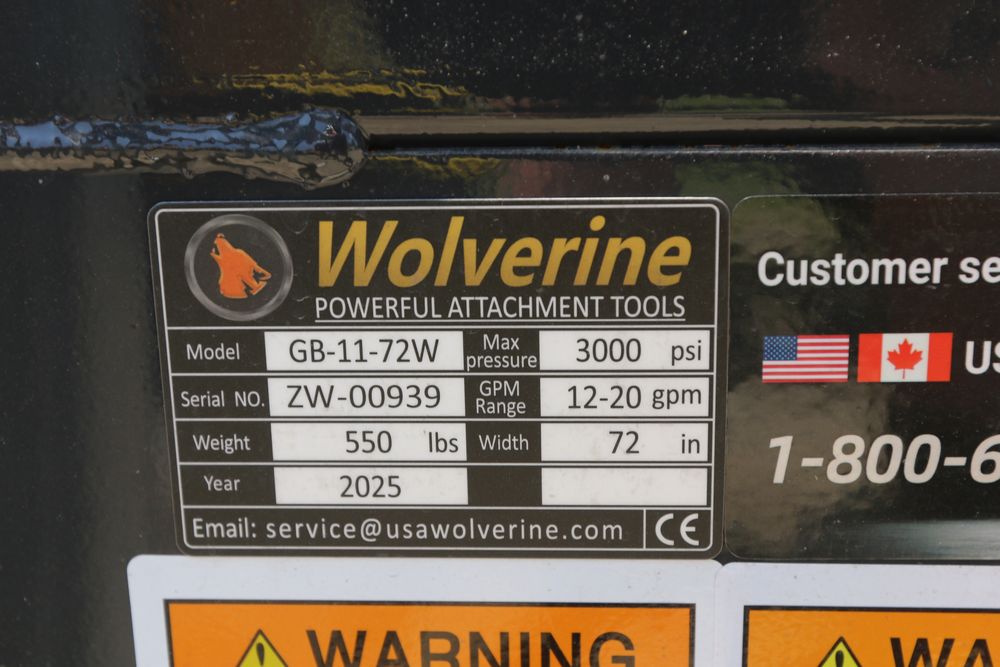 Wolverine
POWERFUL ATTACHMENT TOOLS
Model GB-11-72W Max pressure 3000 psi
Serial NO. ZW-00939 GPM Range 12-20 gpm
Weight 550 lbs Width 72 in
Year 2025
Email: service@usawolverine.com CE
Customer se
US
1-800-6
WARNING
WA